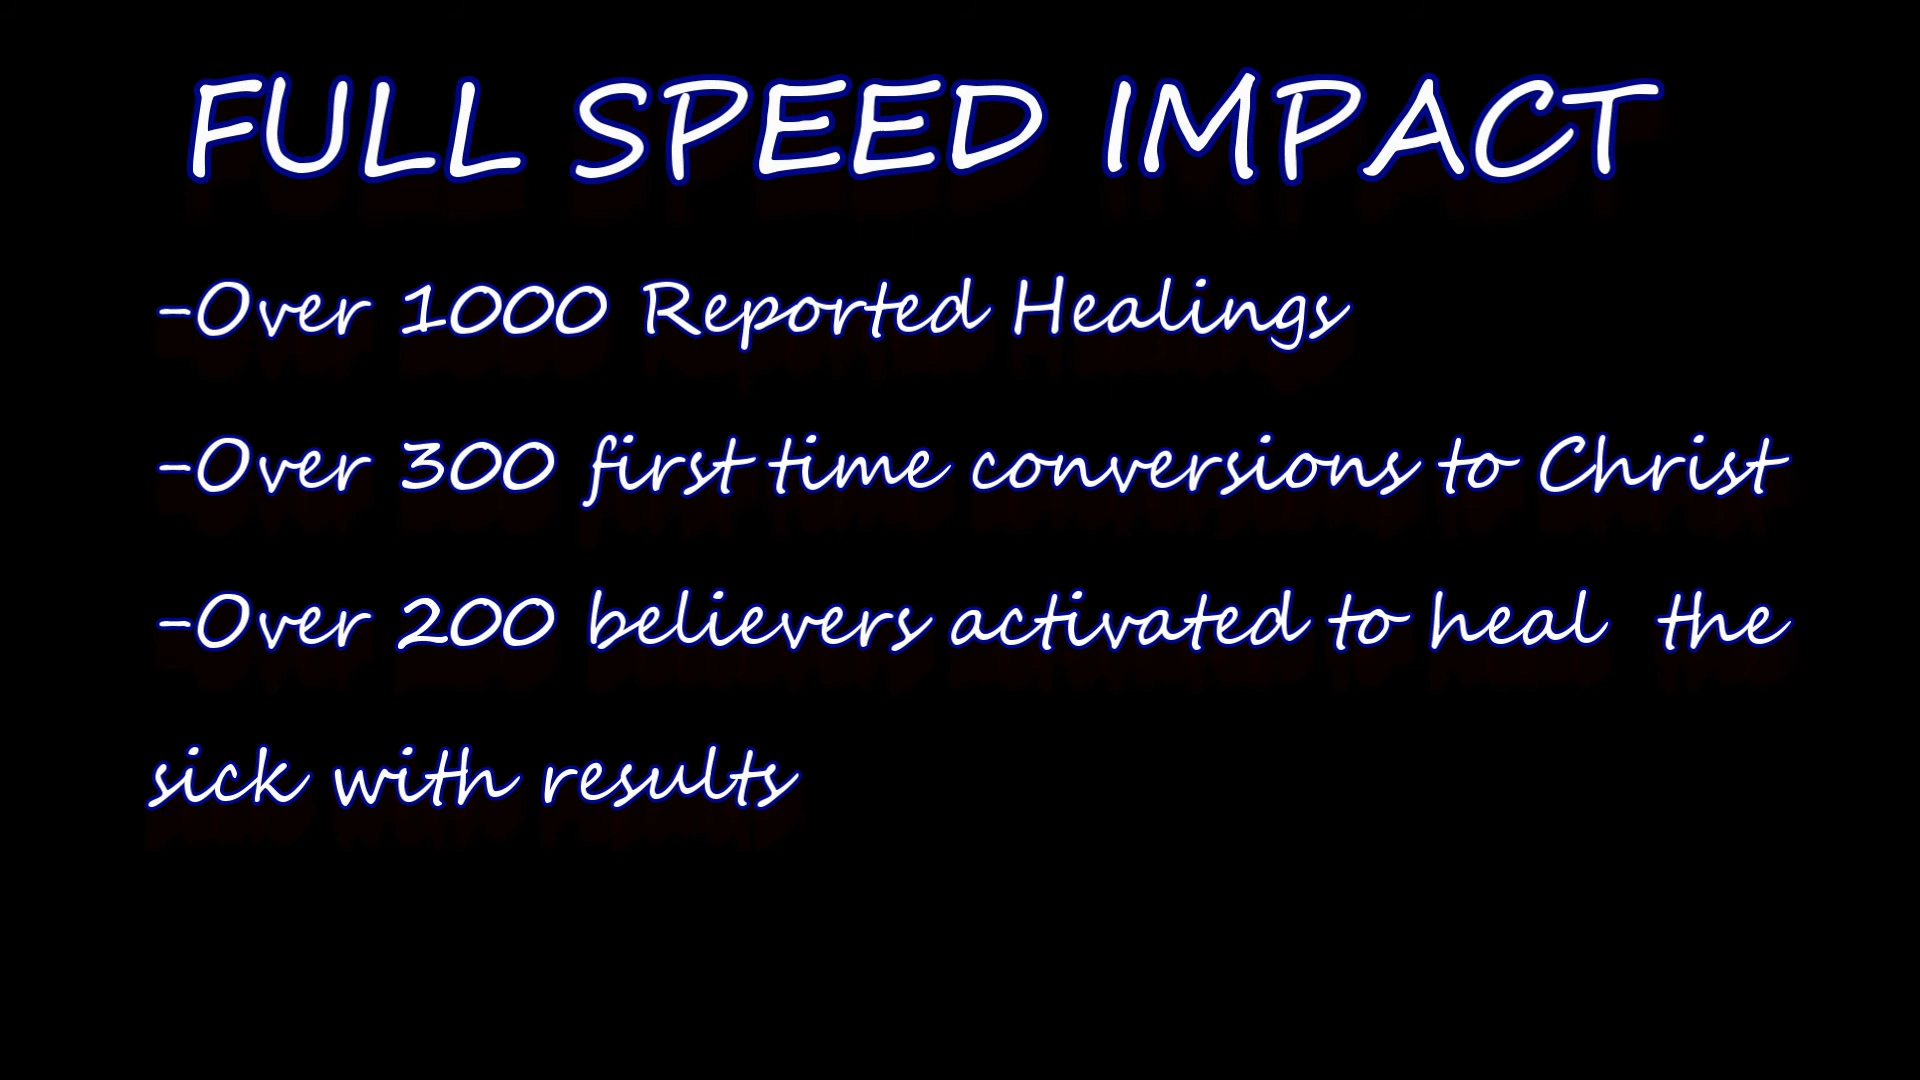 FULL SPEED IMPACT
-Over 1000 Reported Healings
-Over 300 first time conversions to Christ
-Over 200 believers activated to heal the
sick with results